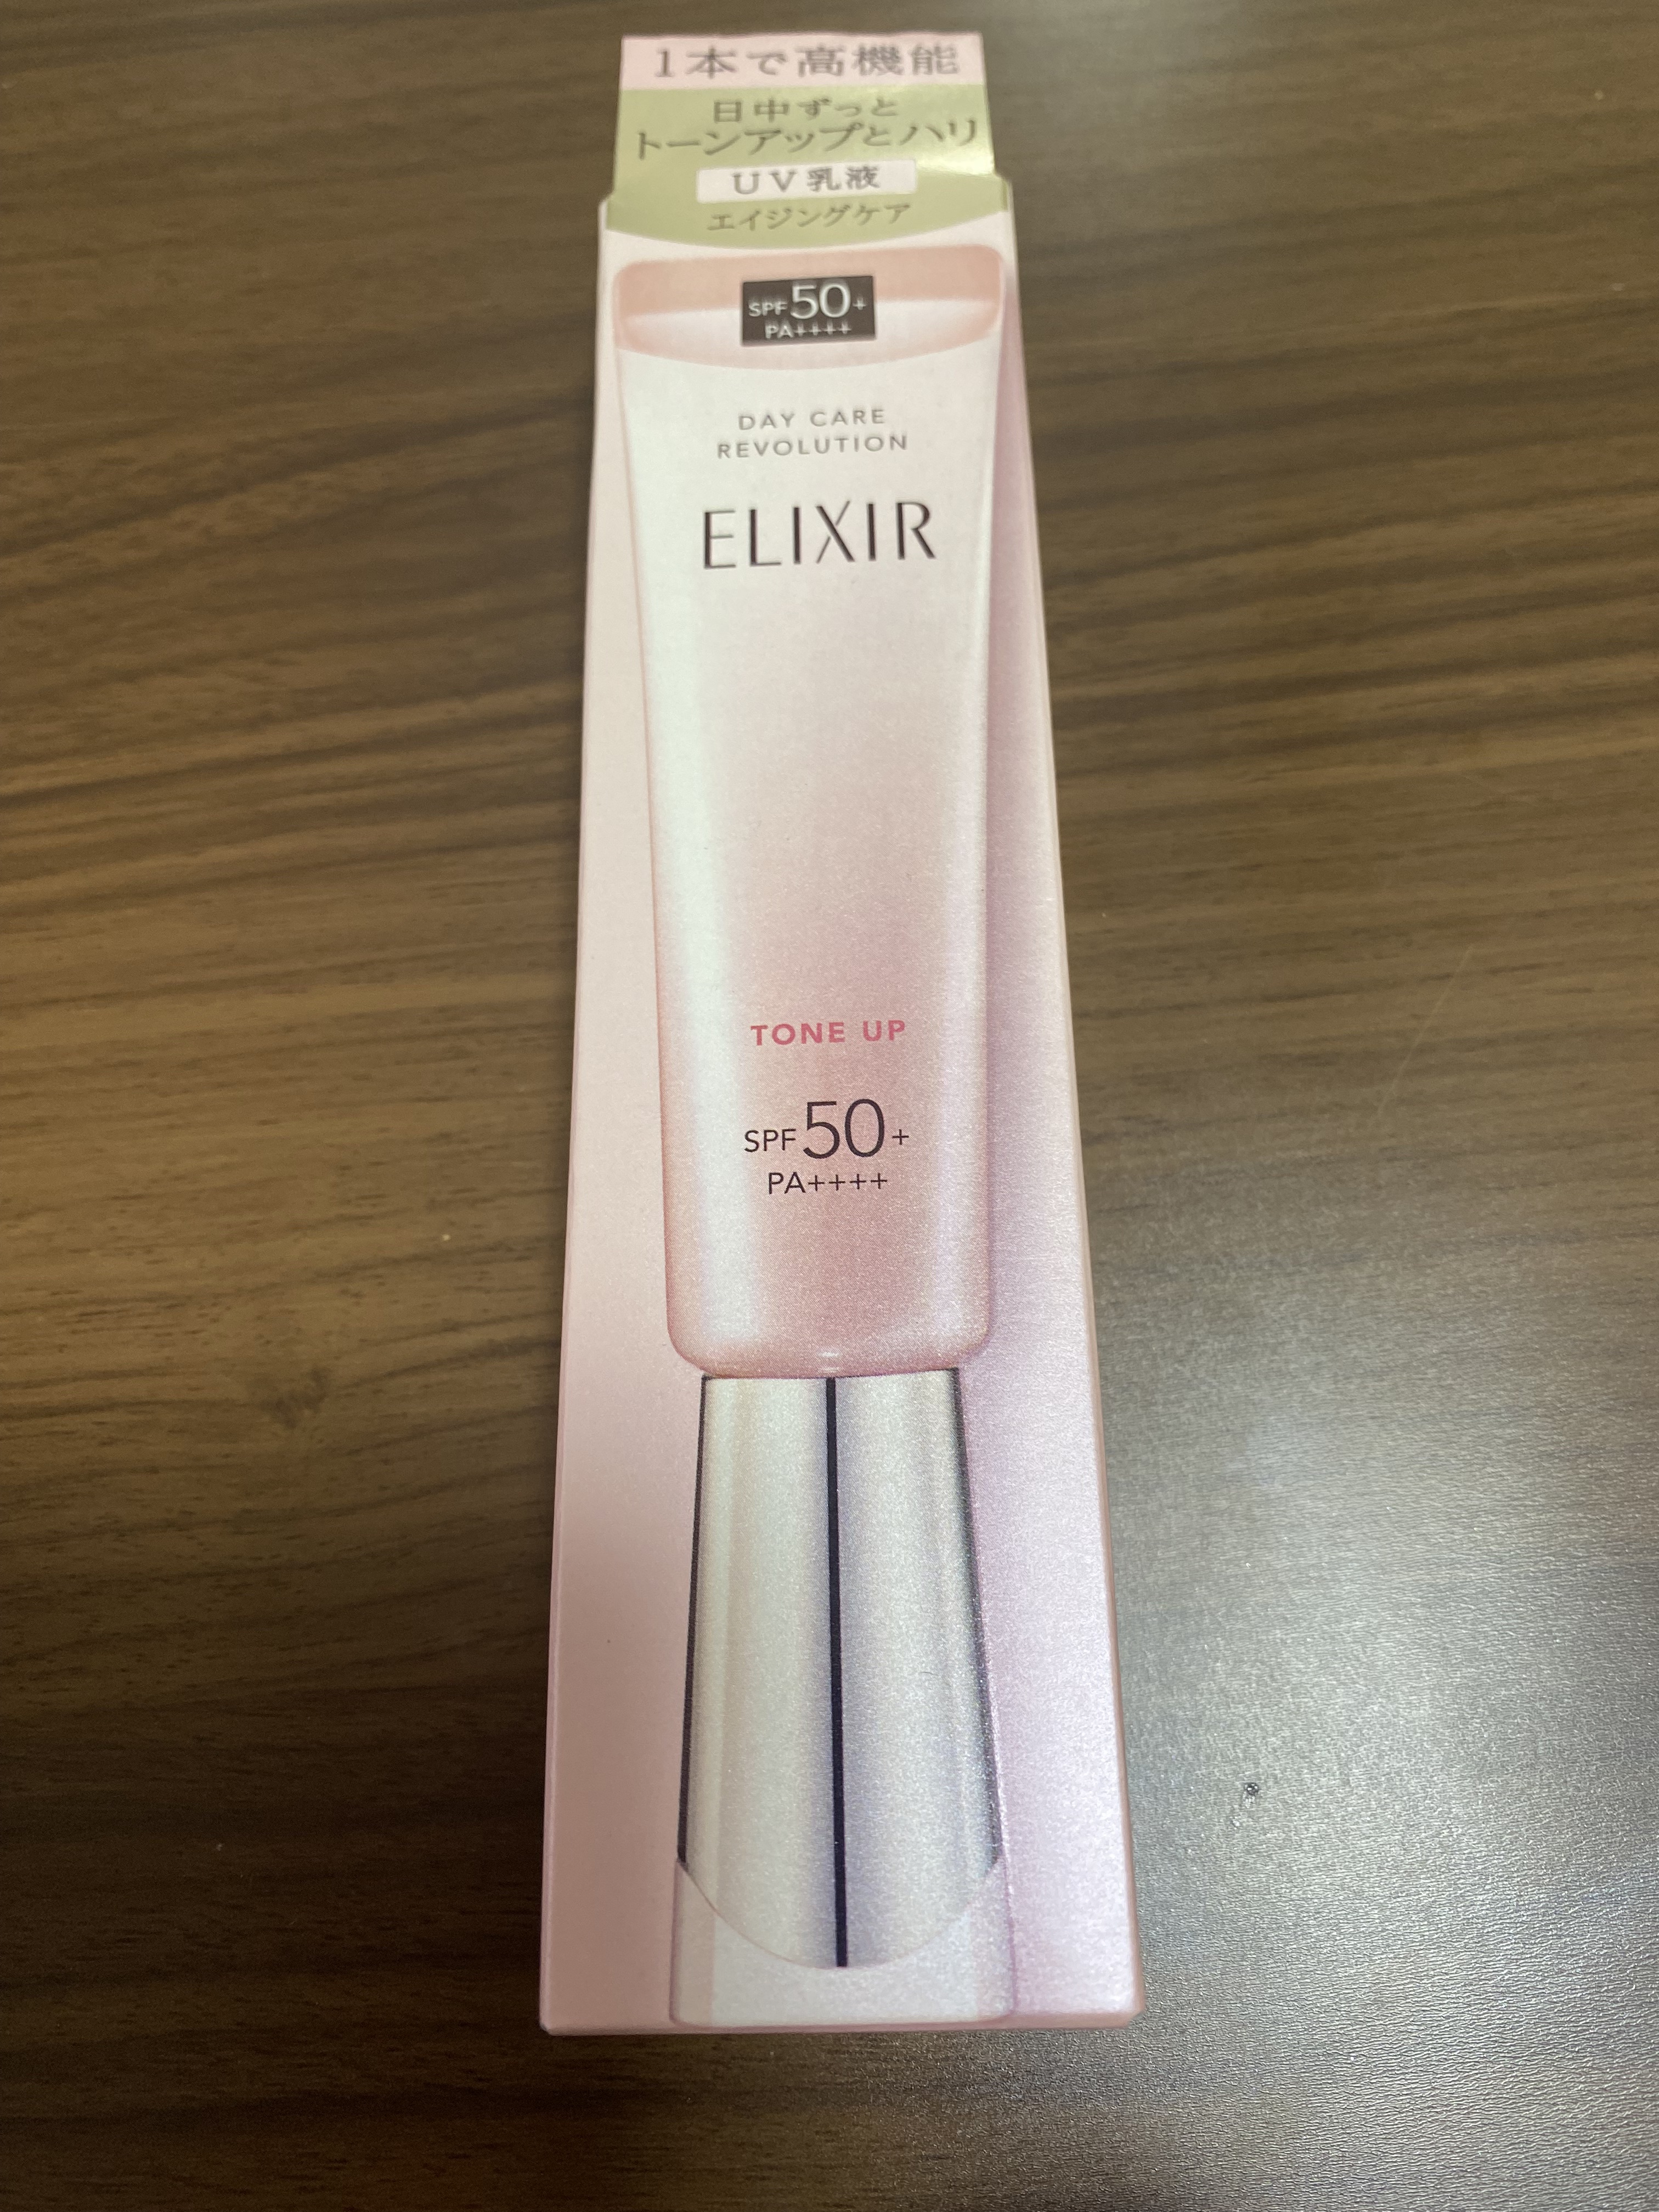 1本で高機能
日中ずっと
トーンアップとハリ
UV乳液
エイジングケア
SPF50+
PA++++
DAY CARE
REVOLUTION
ELIXIR
TONE UP
SPF50+
PA++++